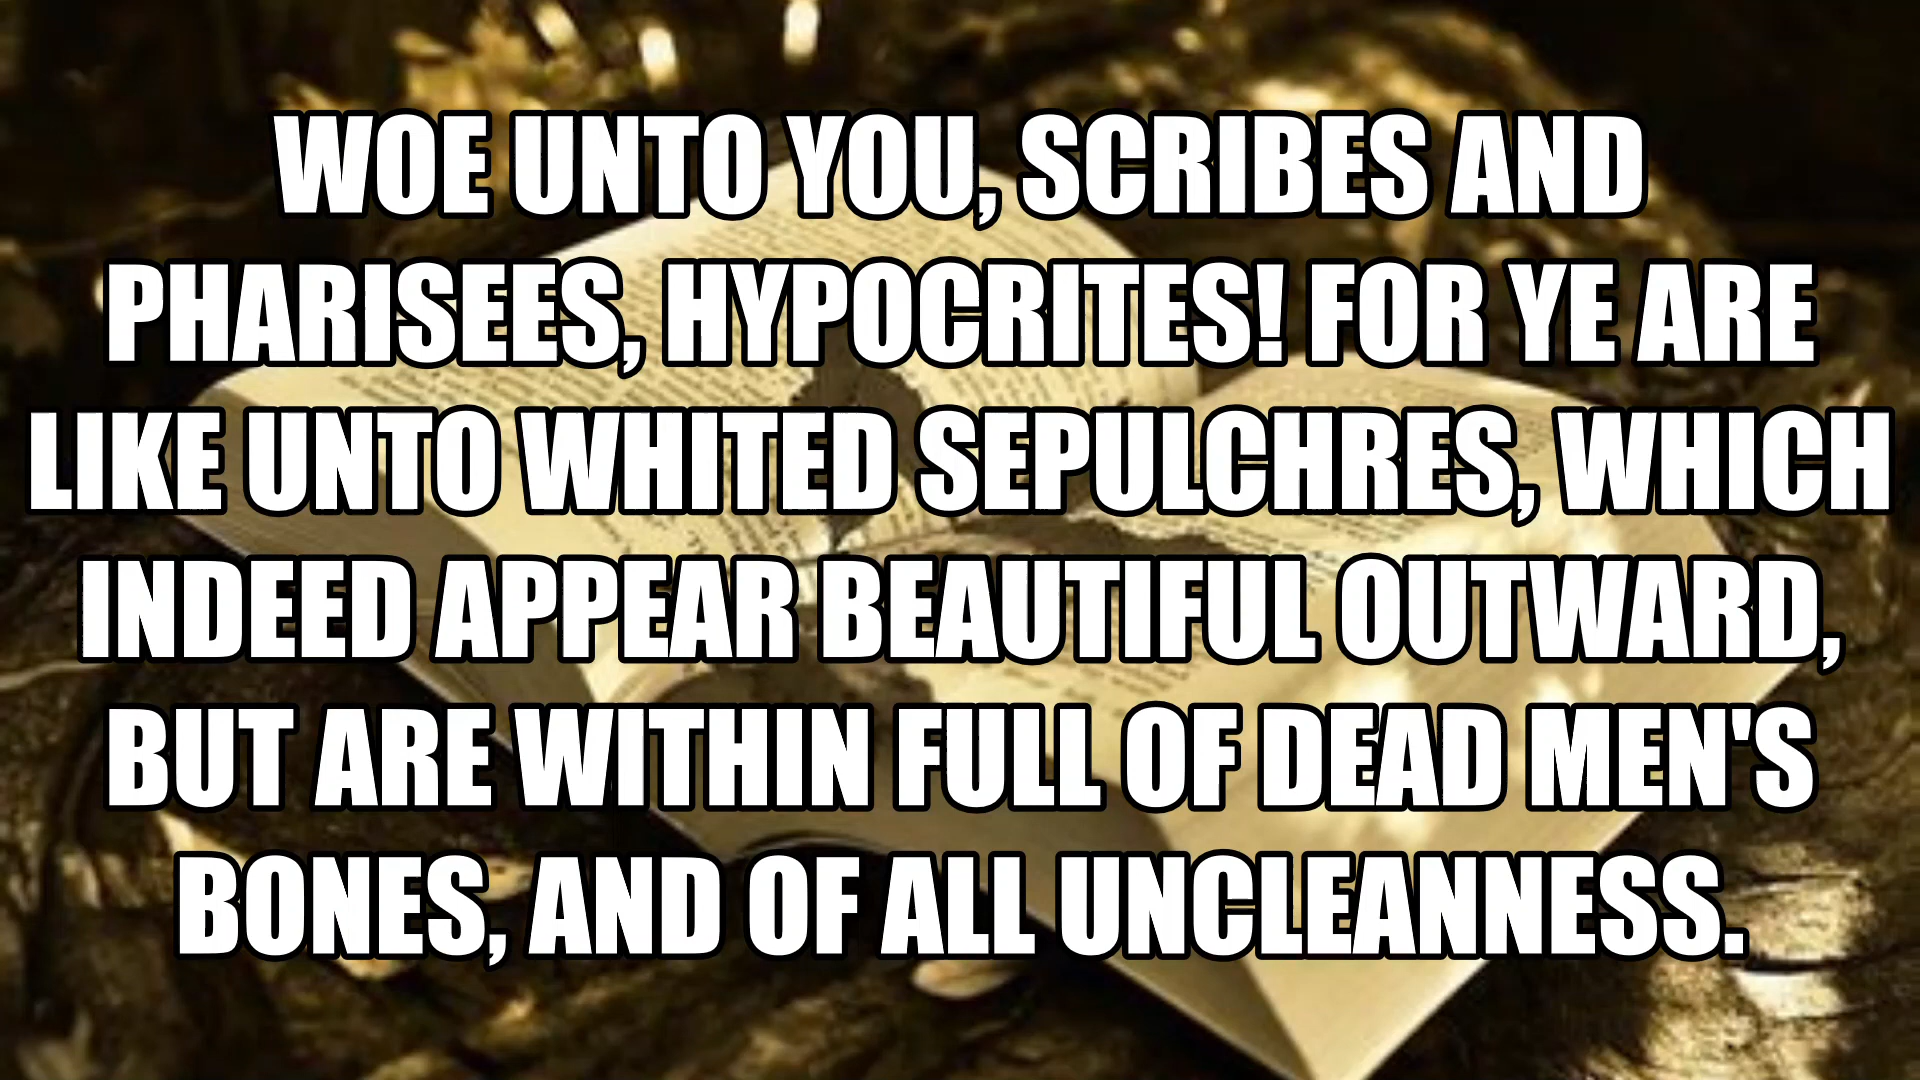 WOE UNTO YOU, SCRIBES AND
PHARISEES, HYPOCRITES! FOR YE ARE
LIKE UNTO WHITED SEPULCHRES, WHICH
INDEED APPEAR BEAUTIFUL OUTWARD,
BUT ARE WITHIN FULL OF DEAD MEN'S
BONES, AND OF ALL UNCLEANNESS.